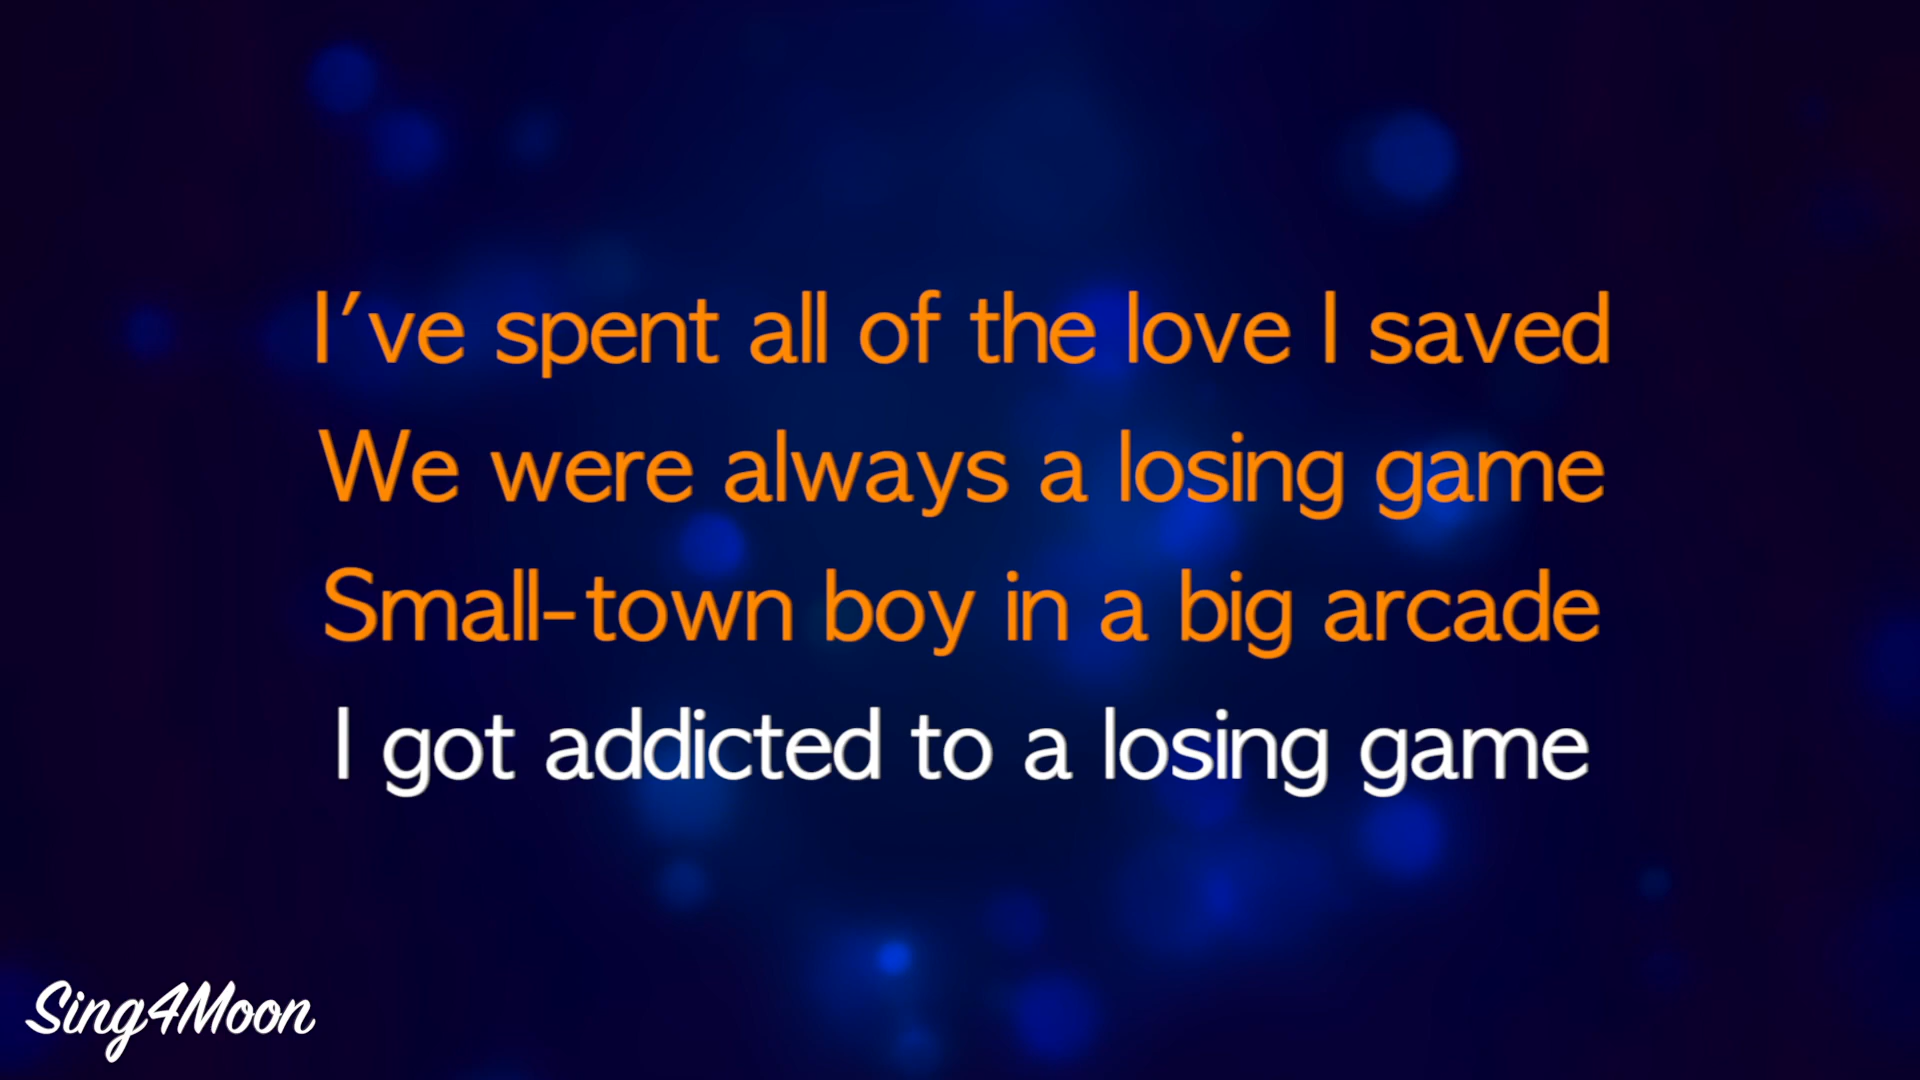 I've spent all of the love I saved
We were always a losing game
Small-town boy in a big arcade
I got addicted to a losing game
Sing4Moon